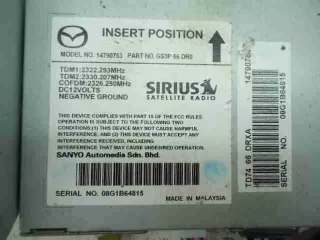 INSERT POSITION
MODEL NO. 14790753 PART NO. GS3P 66 DR0
TDM1:2322.293MHz
TDM2:2330.207MHz
COFDM:2326.250MHz
DC12VOLTS
NEGATIVE GROUND
SIRIUS
SATELLITE RADIO
THIS DEVICE COMPLIES WITH PART 15 OF THE
FCC RULES. OPERATION IS SUBJECT TO THE
FOLLOWING TWO CONDITIONS:
(1) THIS DEVICE MAY NOT CAUSE HARMFUL
INTERFERENCE, AND (2) THIS DEVICE MUST
ACCEPT ANY INTERFERENCE RECEIVED,
INCLUDING INTERFERENCE THAT MAY CAUSE
UNDESIRED OPERATION.
SANYO Automedia Sdn. Bhd.
SERIAL NO. 08G1B64815
MADE IN MALAYSIA
TD74 66 DRXA
SERIAL NO. 08G1B64815